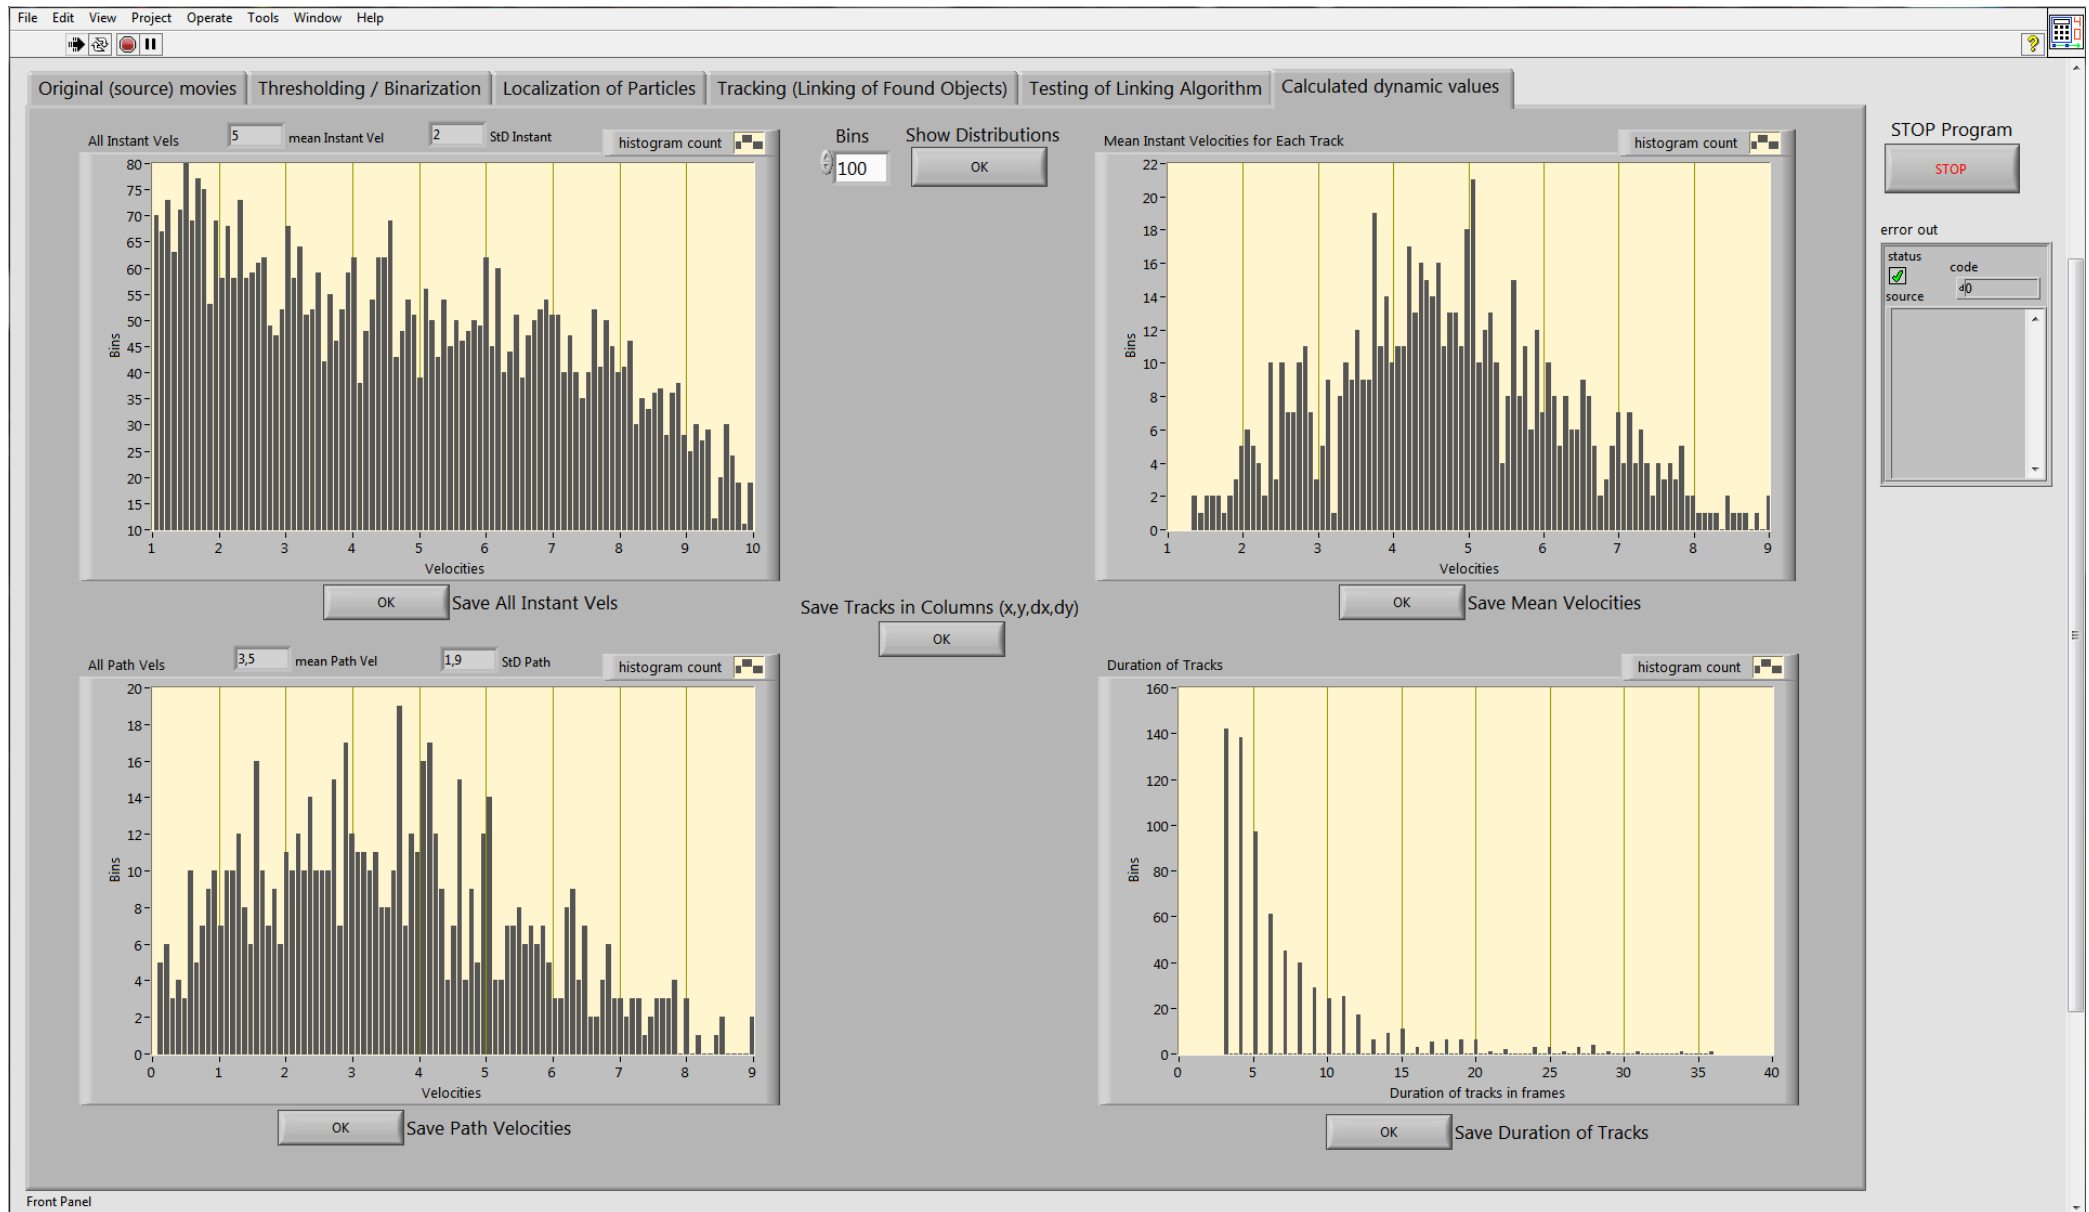 File Edit View Project Operate Tools Window Help
Original (source) movies Thresholding / Binarization Localization of Particles Tracking (Linking of Found Objects) Testing of Linking Algorithm Calculated dynamic values
All Instant Vels 5 mean Instant Vel 2 StD Instant histogram count
80
75
70
65
60
55
50
45
40
35
30
25
20
15
10
Bins
1 2 3 4 5 6 7 8 9 10
Velocities
OK Save All Instant Vels
Bins
100
Show Distributions
OK
Mean Instant Velocities for Each Track histogram count
22
20
18
16
14
12
10
8
6
4
2
0
Bins
1 2 3 4 5 6 7 8 9
Velocities
OK Save Mean Velocities
Save Tracks in Columns (x,y,dx,dy)
OK
All Path Vels 3,5 mean Path Vel 1,9 StD Path histogram count
20
18
16
14
12
10
8
6
4
2
0
Bins
0 1 2 3 4 5 6 7 8 9
Velocities
OK Save Path Velocities
Duration of Tracks histogram count
160
140
120
100
80
60
40
20
0
Bins
0 5 10 15 20 25 30 35 40
Duration of tracks in frames
OK Save Duration of Tracks
STOP Program
STOP
error out
status
code
d0
source
Front Panel